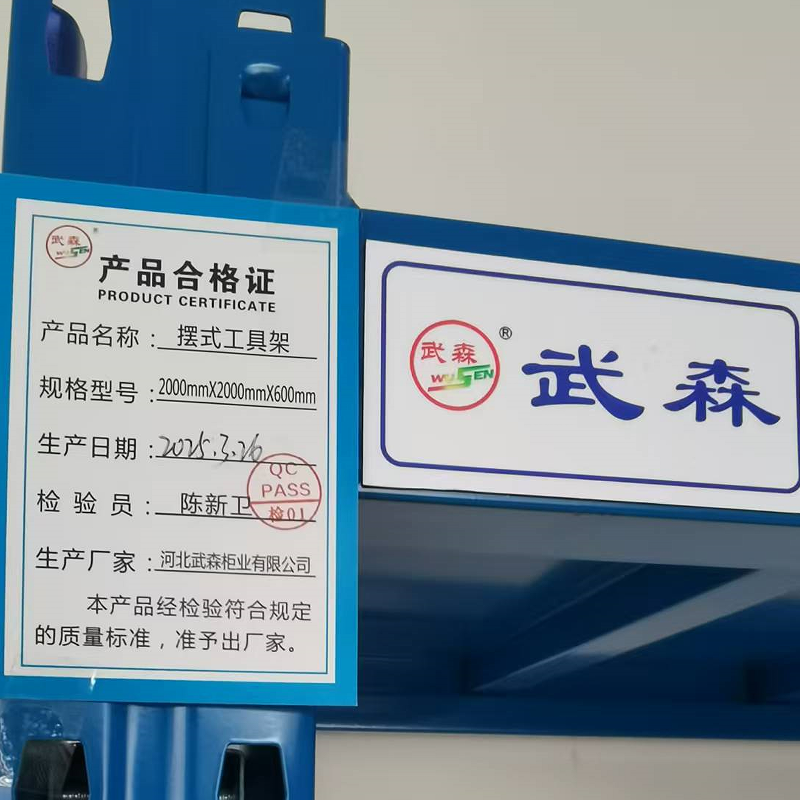 武森
WUSEN
®
产品合格证
PRODUCT CERTIFICATE
产品名称：摆式工具架
规格型号：2000mmX2000mmX600mm
生产日期：2025.3.26
检验员：陈新卫
QC
PASS
检01
生产厂家：河北武森柜业有限公司
本产品经检验符合规定
的质量标准，准予出厂家。
武森
WUSEN
®
武森